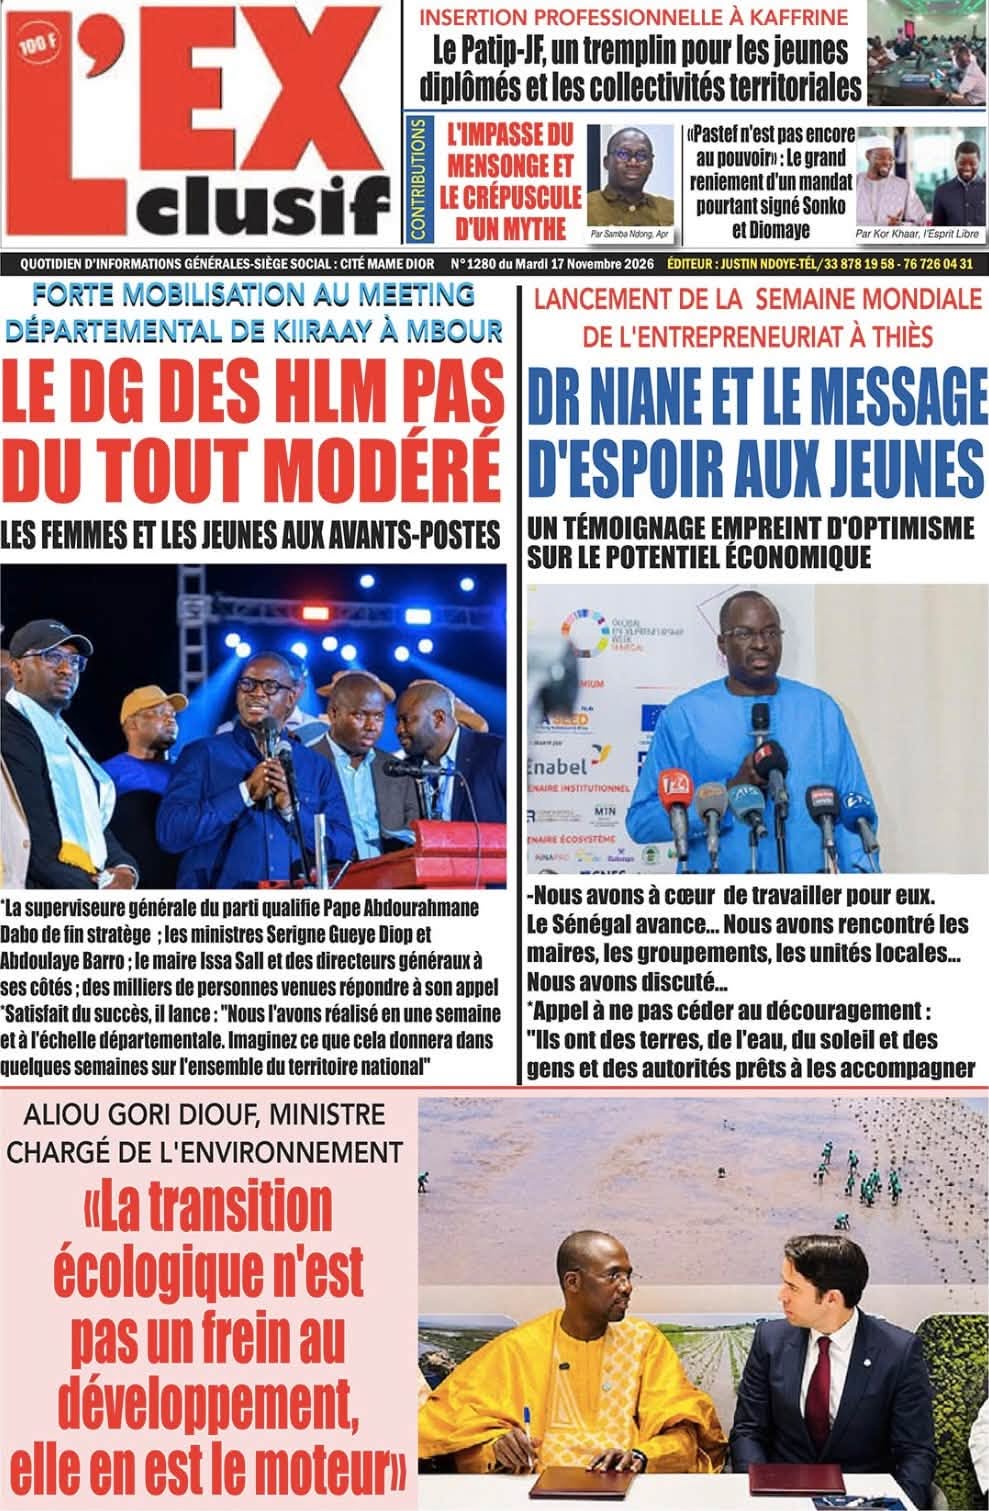 100 F
L'EX
clusif
INSERTION PROFESSIONNELLE À KAFFRINE
Le Patip-JF, un tremplin pour les jeunes
diplômés et les collectivités territoriales
CONTRIBUTIONS
L'IMPASSE DU
MENSONGE ET
LE CRÉPUSCULE
D'UN MYTHE
Par Samba Ndong, Apr
«Pastef n'est pas encore
au pouvoir» : Le grand
reniement d'un mandat
pourtant signé Sonko
et Diomaye
Par Kor Khaar, l'Esprit Libre
QUOTIDIEN D'INFORMATIONS GÉNÉRALES-SIÈGE SOCIAL : CITÉ MAME DIOR N°1280 du Mardi 17 Novembre 2026 ÉDITEUR : JUSTIN NDOYE-TÉL/33 878 19 58 - 76 726 04 31
FORTE MOBILISATION AU MEETING
DÉPARTEMENTAL DE KIIRAAY À MBOUR
LE DG DES HLM PAS
DU TOUT MODÉRÉ
LES FEMMES ET LES JEUNES AUX AVANTS-POSTES
*La superviseure générale du parti qualifie Pape Abdourahmane
Dabo de fin stratège ; les ministres Serigne Gueye Diop et
Abdoulaye Barro ; le maire Issa Sall et des directeurs généraux à
ses côtés ; des milliers de personnes venues répondre à son appel
*Satisfait du succès, il lance : "Nous l'avons réalisé en une semaine
et à l'échelle départementale. Imaginez ce que cela donnera dans
quelques semaines sur l'ensemble du territoire national"
LANCEMENT DE LA SEMAINE MONDIALE
DE L'ENTREPRENEURIAT À THIÈS
DR NIANE ET LE MESSAGE
D'ESPOIR AUX JEUNES
UN TÉMOIGNAGE EMPREINT D'OPTIMISME
SUR LE POTENTIEL ÉCONOMIQUE
GLOBAL
SENEGAL
SEED
Enabel
ENAIRE INSTITUTIONNEL
MTN
ENAIRE ÉCOSYSTÈME
-Nous avons à cœur de travailler pour eux.
Le Sénégal avance... Nous avons rencontré les
maires, les groupements, les unités locales...
Nous avons discuté...
*Appel à ne pas céder au découragement :
"Ils ont des terres, de l'eau, du soleil et des
gens et des autorités prêts à les accompagner
ALIOU GORI DIOUF, MINISTRE
CHARGÉ DE L'ENVIRONNEMENT
«La transition
écologique n'est
pas un frein au
développement,
elle en est le moteur»